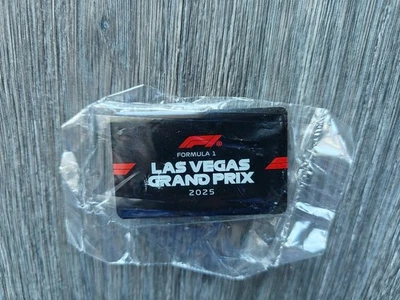 F1
FORMULA 1
LAS VEGAS
GRAND PRIX
2025